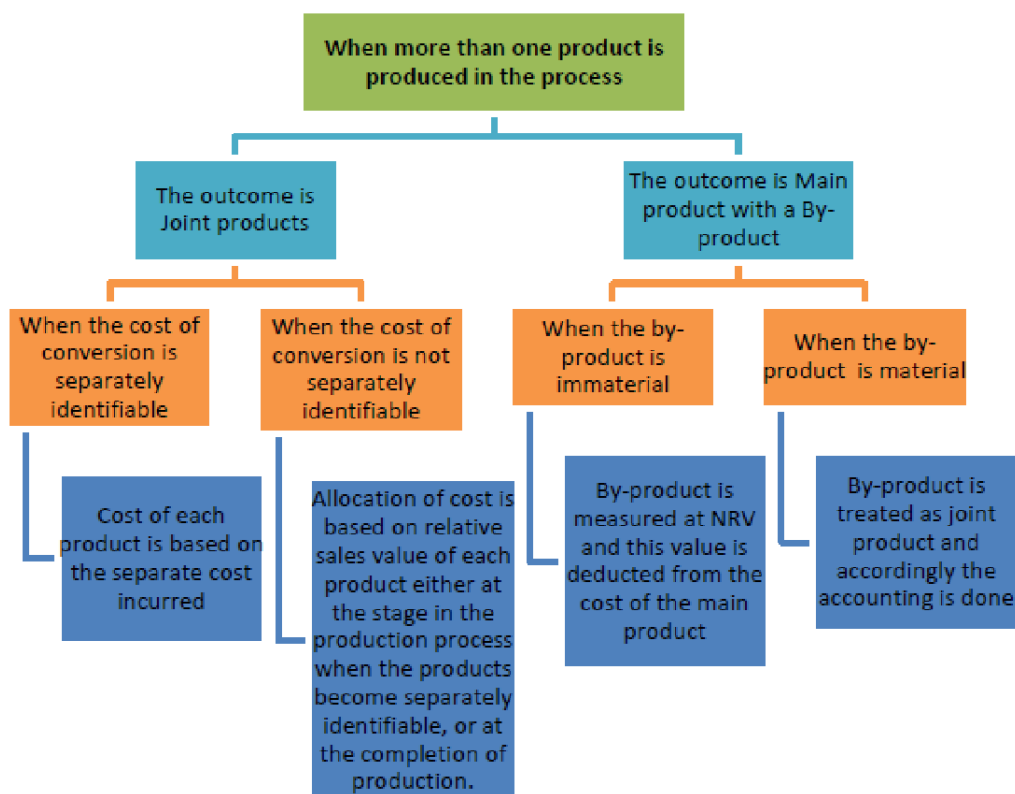 When more than one product is
produced in the process
The outcome is
Joint products
The outcome is Main
product with a By-
product
When the cost of
conversion is
separately
identifiable
When the cost of
conversion is not
separately
identifiable
When the by-
product is
immaterial
When the by-
product is material
Cost of each
product is based on
the separate cost
incurred
Allocation of cost is
based on relative
sales value of each
product either at
the stage in the
production process
when the products
become separately
identifiable, or at
the completion of
production.
By-product is
measured at NRV
and this value is
deducted from the
cost of the main
product
By-product is
treated as joint
product and
accordingly the
accounting is done